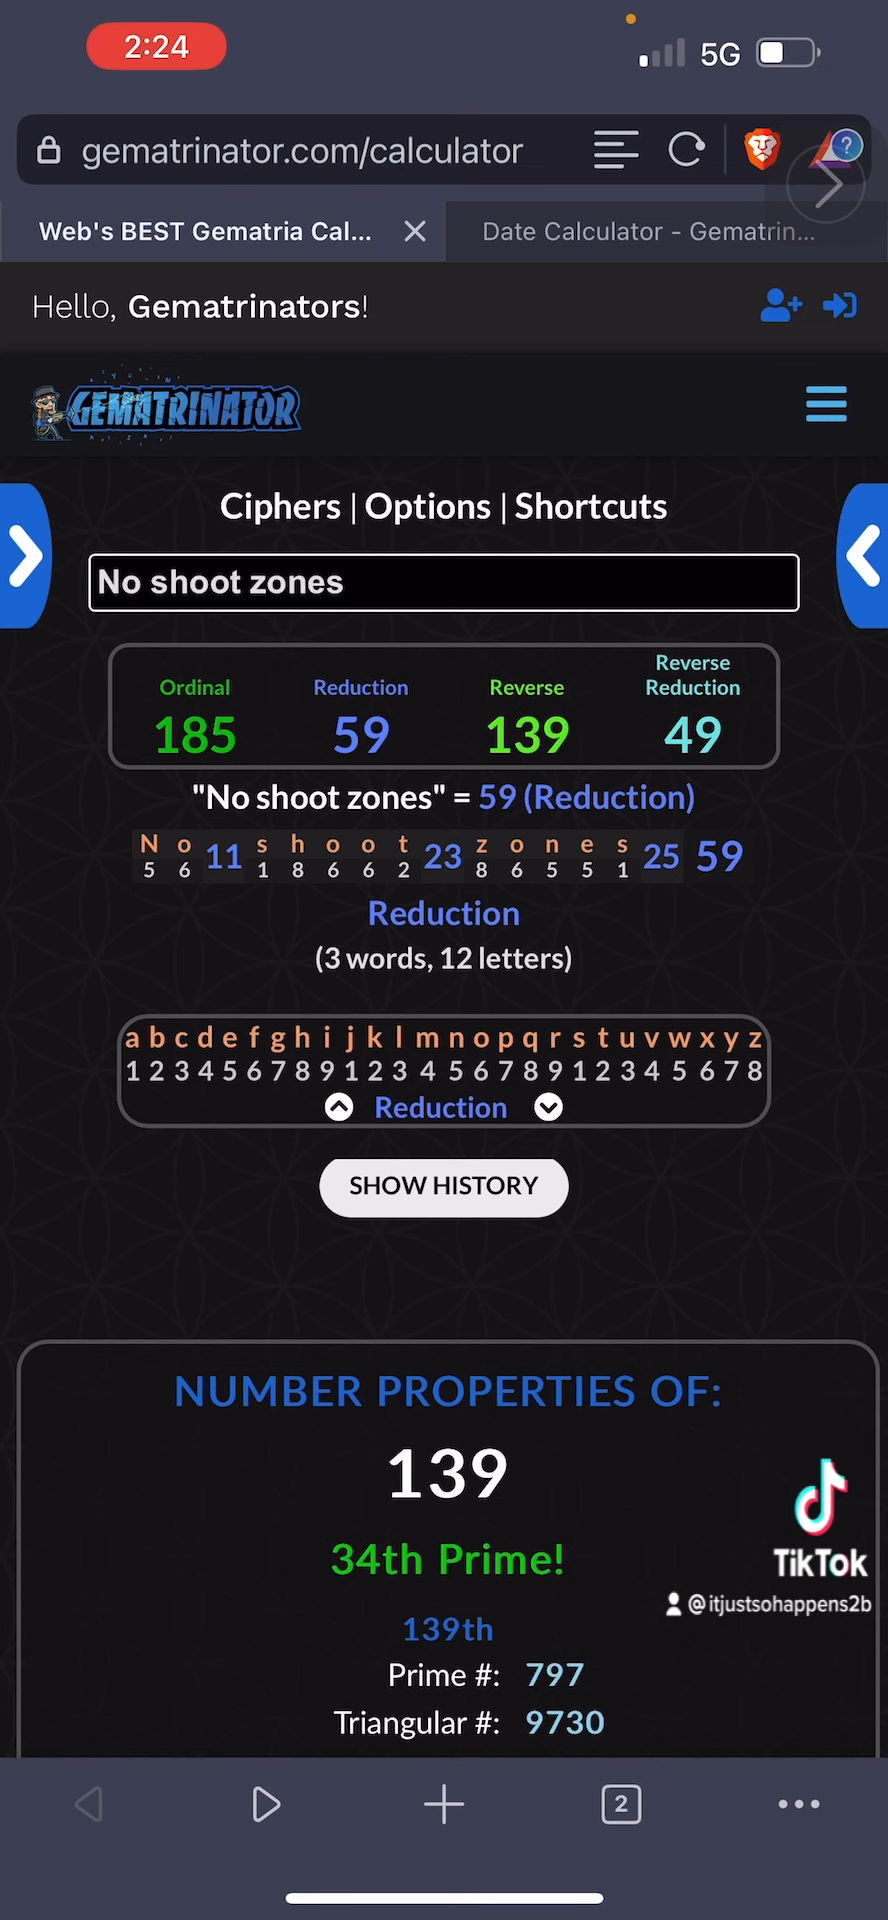 2:24
5G
gematrinator.com/calculator
Web's BEST Gematria Cal...
Date Calculator - Gematrin...
Hello, Gematrinators!
GEMATRINATOR
Ciphers | Options | Shortcuts
No shoot zones
Ordinal Reduction Reverse Reverse Reduction
185 59 139 49
"No shoot zones" = 59 (Reduction)
N o 11 s h o o t 23 z o n e s 25 59
5 6 1 8 6 6 2 8 6 5 5 1
Reduction
(3 words, 12 letters)
a b c d e f g h i j k l m n o p q r s t u v w x y z
1 2 3 4 5 6 7 8 9 1 2 3 4 5 6 7 8 9 1 2 3 4 5 6 7 8
Reduction
SHOW HISTORY
NUMBER PROPERTIES OF:
139
34th Prime!
139th
Prime #: 797
Triangular #: 9730
TikTok
@itjustsohappens2b
2